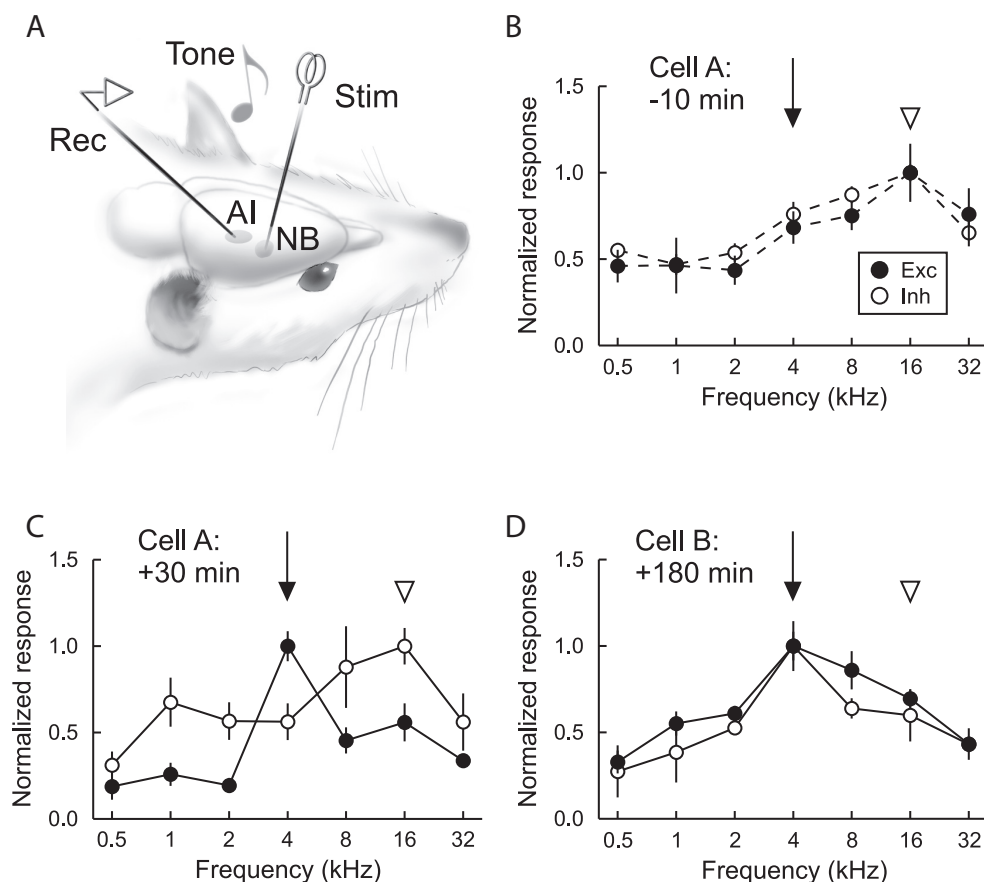 A
Tone
Stim
Rec
AI
NB
B
Cell A:
-10 min
Normalized response
1.5
1.0
0.5
0.0
Exc
Inh
0.5 1 2 4 8 16 32
Frequency (kHz)
C
Cell A:
+30 min
Normalized response
1.5
1.0
0.5
0.0
0.5 1 2 4 8 16 32
Frequency (kHz)
D
Cell B:
+180 min
Normalized response
1.5
1.0
0.5
0.0
0.5 1 2 4 8 16 32
Frequency (kHz)